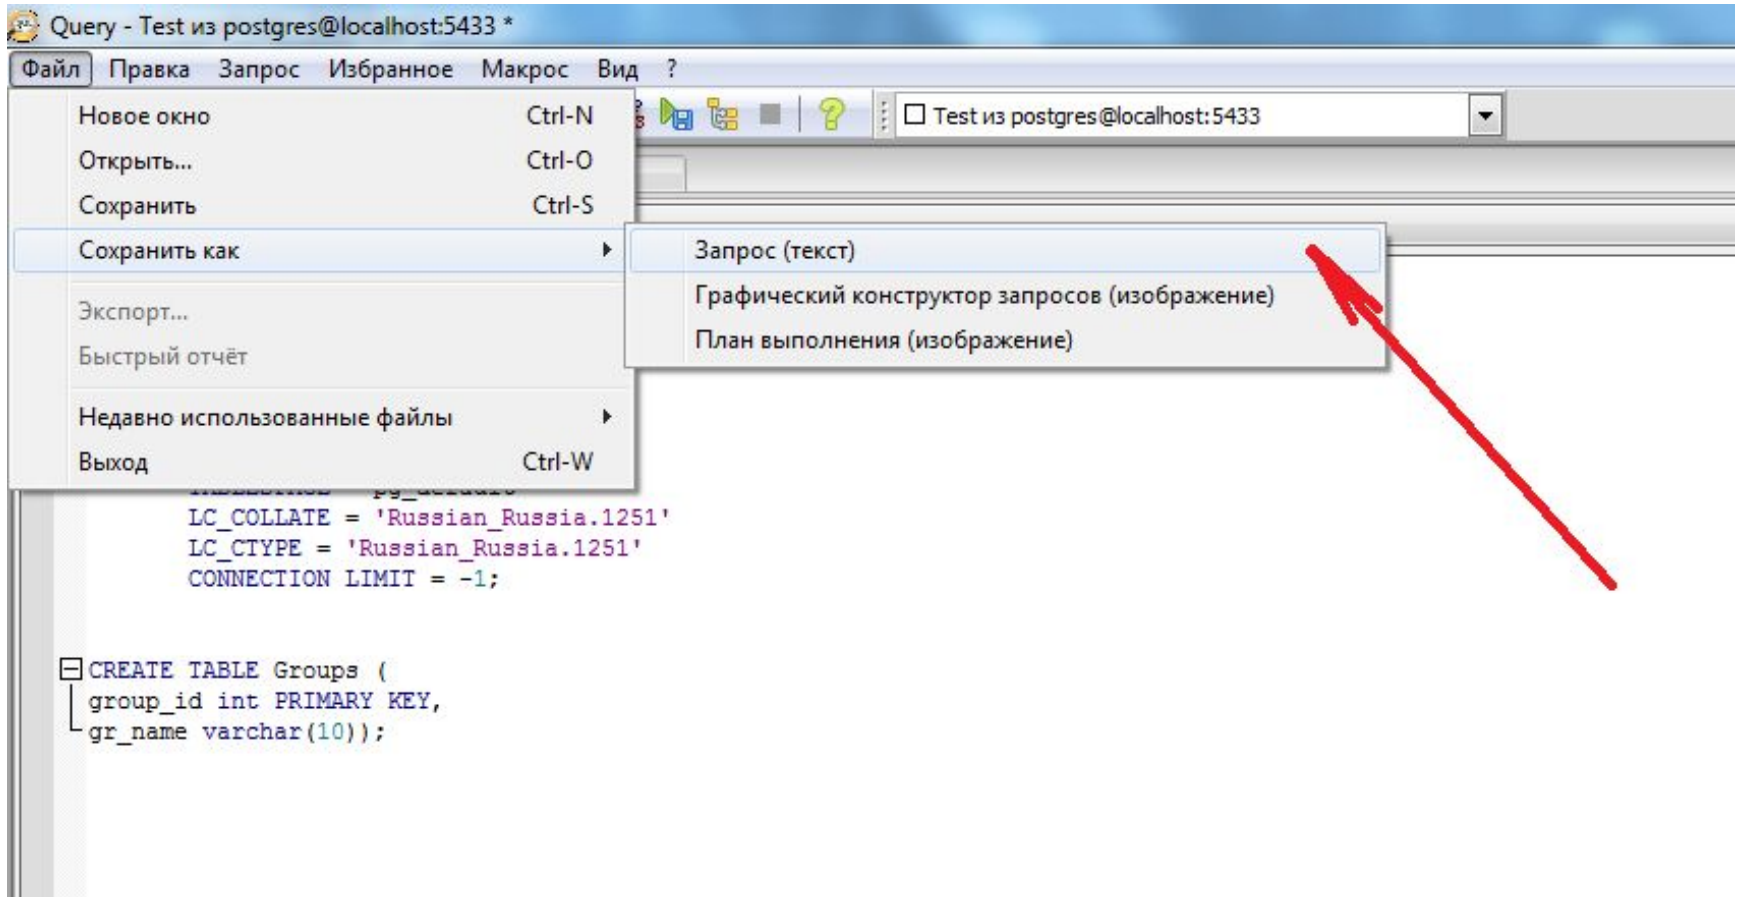 Query - Test из postgres@localhost:5433 *
Файл Правка Запрос Избранное Макрос Вид ?
Новое окно Ctrl-N
Test из postgres@localhost:5433
Открыть... Ctrl-O
Сохранить Ctrl-S
Сохранить как
Запрос (текст)
Графический конструктор запросов (изображение)
План выполнения (изображение)
Экспорт...
Быстрый отчёт
Недавно использованные файлы
Выход Ctrl-W
LC_COLLATE = 'Russian_Russia.1251'
LC_CTYPE = 'Russian_Russia.1251'
CONNECTION LIMIT = -1;
CREATE TABLE Groups (
group_id int PRIMARY KEY,
gr_name varchar(10));